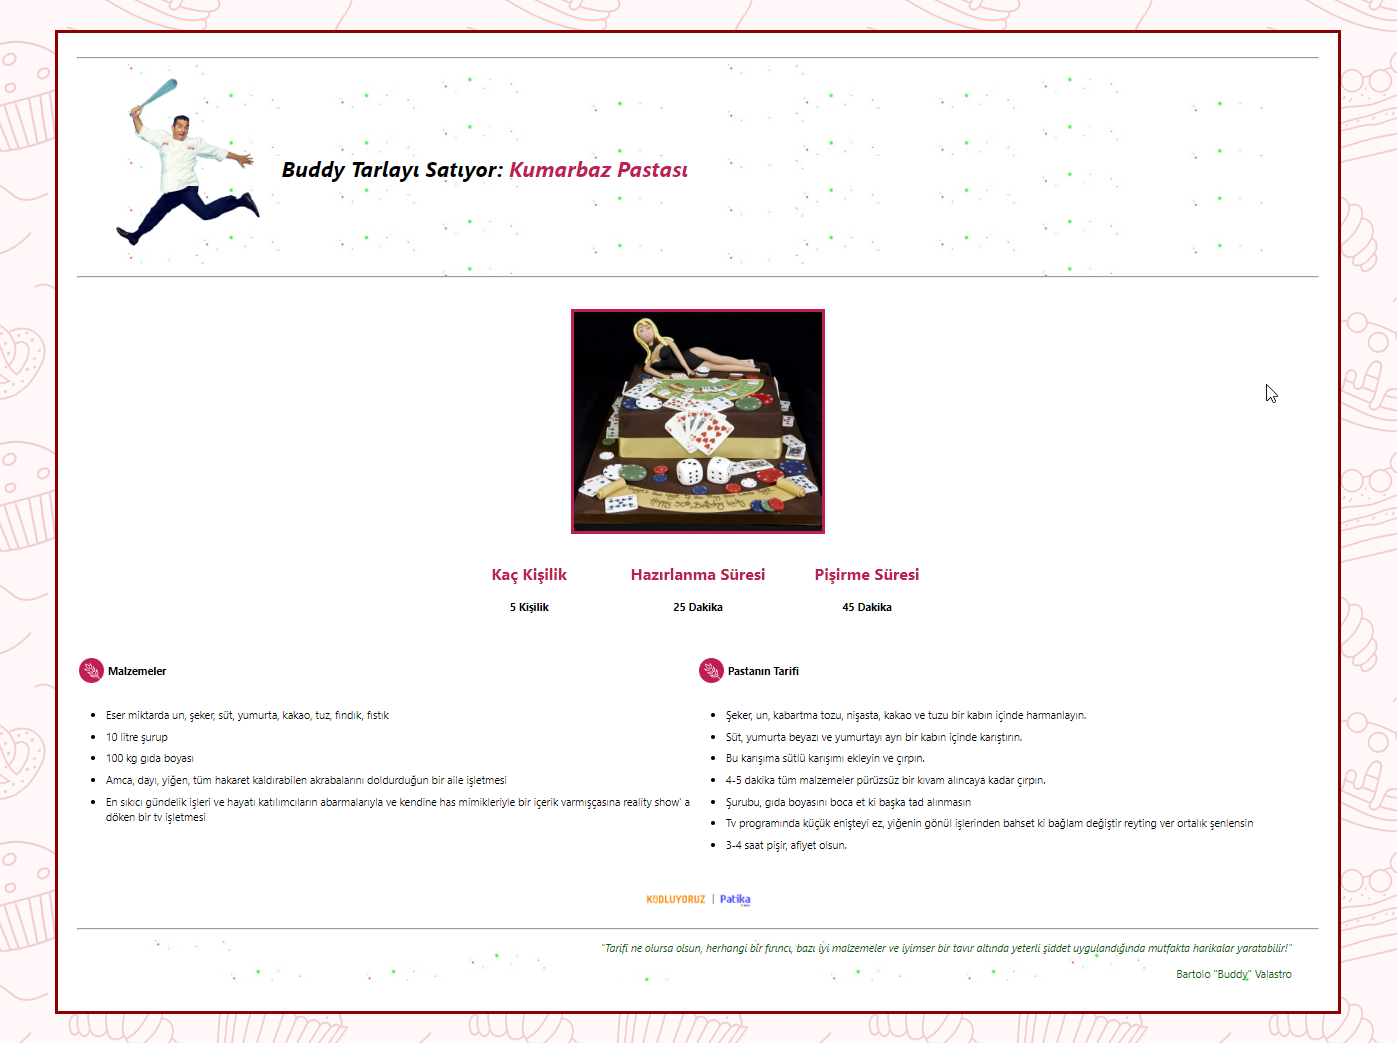 Buddy Tarlayı Satıyor: Kumarbaz Pastası
Kaç Kişilik
Hazırlanma Süresi
Pişirme Süresi
5 Kişilik
25 Dakika
45 Dakika
Malzemeler
Eser miktarda un, şeker, süt, yumurta, kakao, tuz, fındık, fıstık
10 litre şurup
100 kg gıda boyası
Amca, dayı, yiğen, tüm hakaret kaldırabilen akrabalarını doldurduğun bir aile işletmesi
En sıkıcı gündelik işleri ve hayatı katılımcıların abarmalarıyla ve kendine has mimikleriyle bir içerik varmışçasına reality show' a
döken bir tv işletmesi
Pastanın Tarifi
Şeker, un, kabartma tozu, nişasta, kakao ve tuzu bir kabın içinde harmanlayın.
Süt, yumurta beyazı ve yumurtayı ayrı bir kabın içinde karıştırın.
Bu karışıma sütlü karışımı ekleyin ve çırpın.
4-5 dakika tüm malzemeler pürüzsüz bir kıvam alıncaya kadar çırpın.
Şurubu, gıda boyasını boca et ki başka tad alınmasın
Tv programında küçük enişteyi ez, yiğenin gönül işlerinden bahset ki bağlam değiştir reyting ver ortalık şenlensin
3-4 saat pişir, afiyet olsun.
KODLUYORUZ | Patika
"Tarifi ne olursa olsun, herhangi bir fırıncı, bazı iyi malzemeler ve iyimser bir tavır altında yeterli şiddet uygulandığında mutfakta harikalar yaratabilir!"
Bartolo "Buddy" Valastro